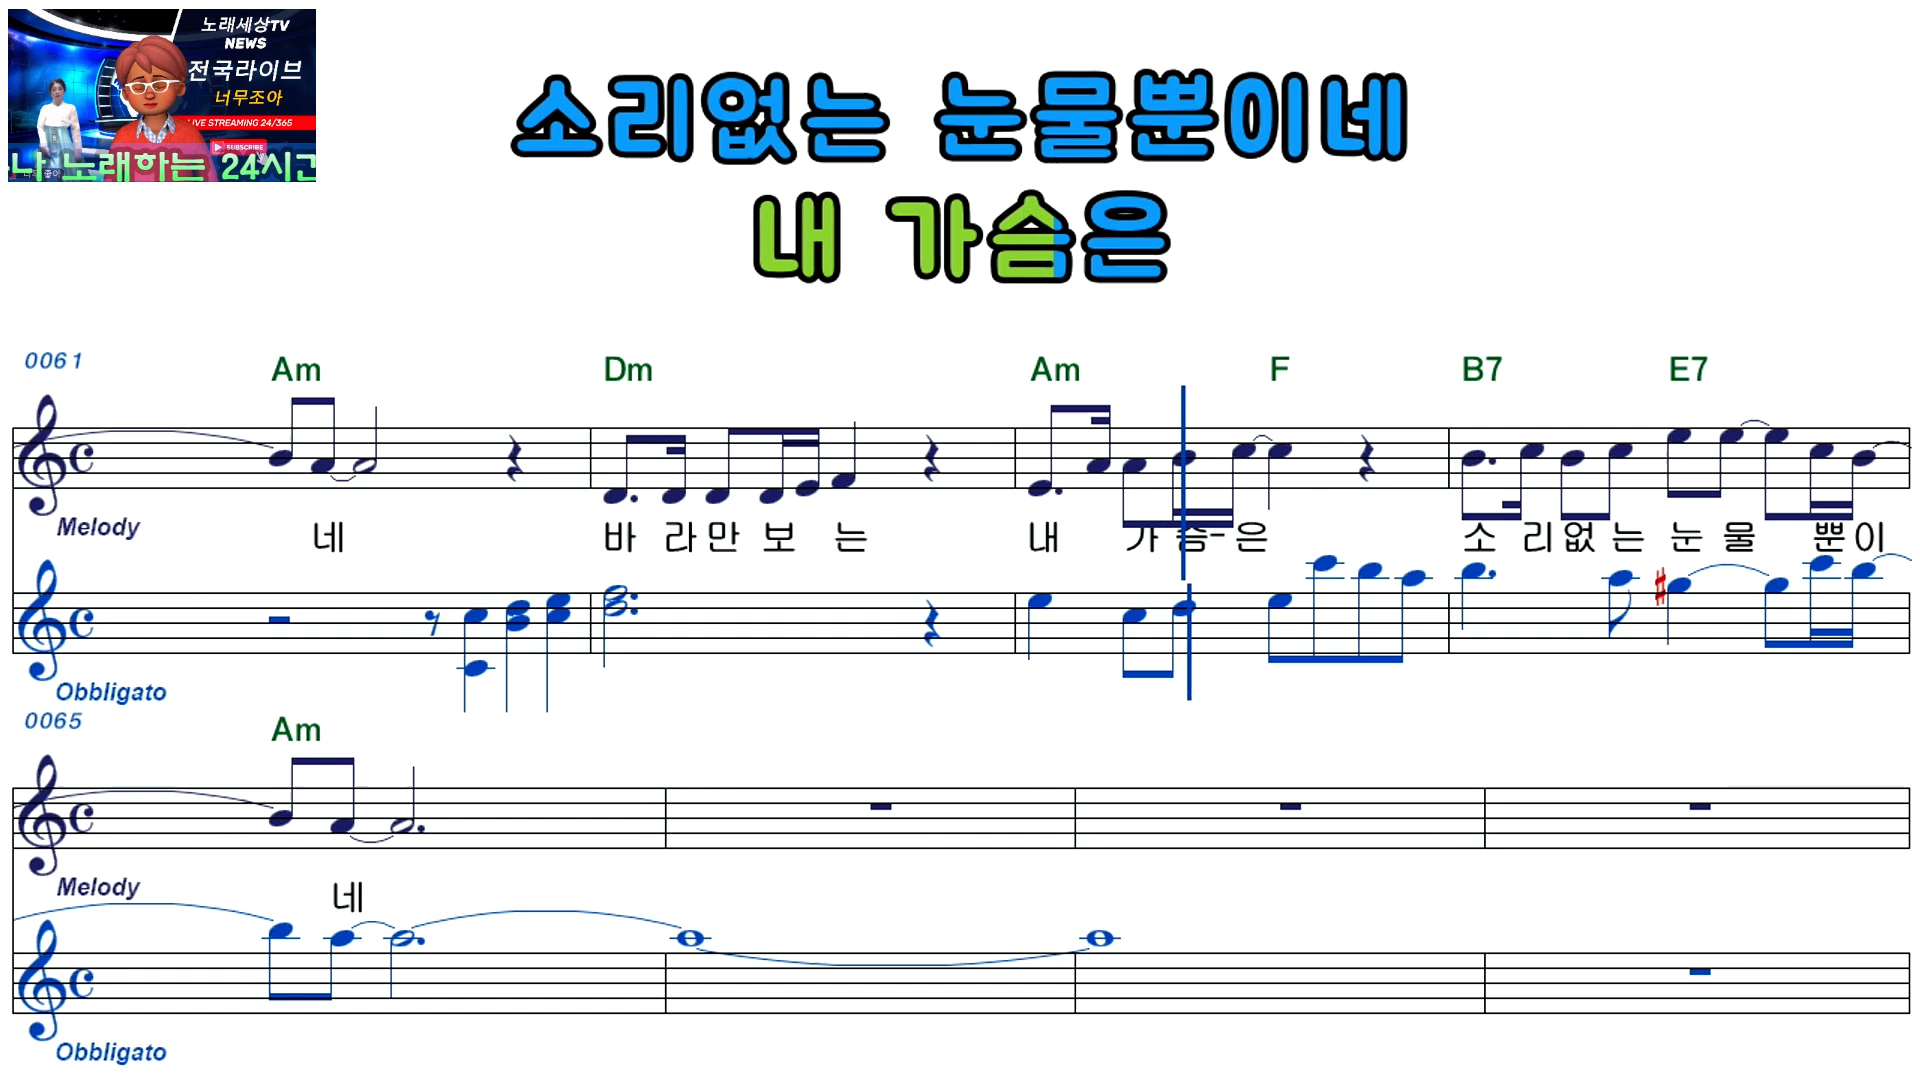 노래세상TV
NEWS
전국라이브
너무조아
LIVE STREAMING 24/365
SUBSCRIBE
노래하는 24시간
소리없는 눈물뿐이네
내 가슴은
0061
Am Dm Am F B7 E7
Melody
네 바 라 만 보 는 내 가 슴- 은 소 리 없 는 눈 물 뿐 이
Obbligato
0065
Am
Melody
네
Obbligato